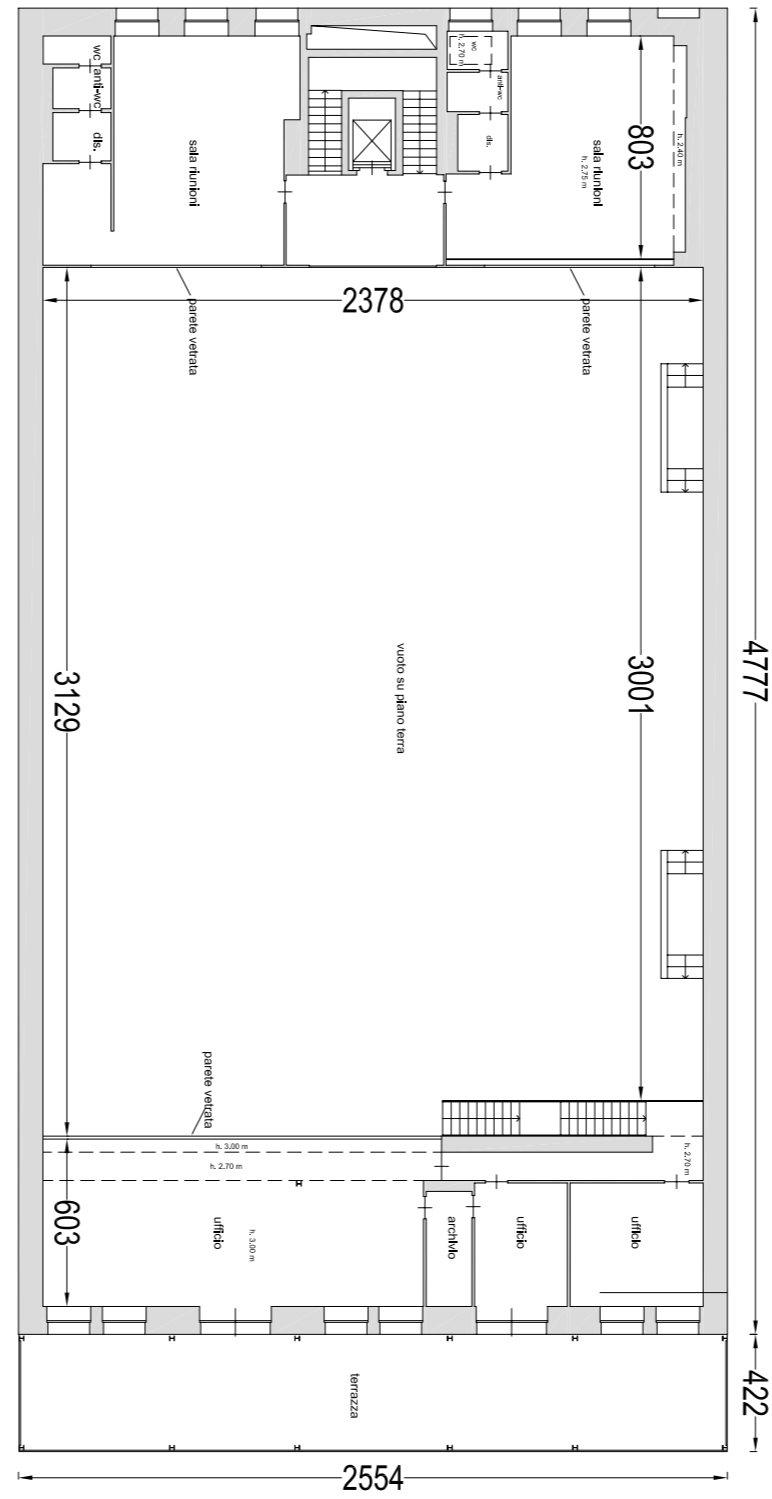 wc
anti-wc
dis.
sala riunioni
wc
h. 2.70 m
anti-wc
dis.
sala riunioni
h. 2.75 m
803
h. 2.40 m
2378
parete vetrata
parete vetrata
vuoto su piano terra
3129
3001
4777
parete vetrata
h. 3.00 m
h. 2.70 m
h. 2.70 m
603
ufficio
h. 3.00 m
archivio
ufficio
ufficio
terrazza
422
2554